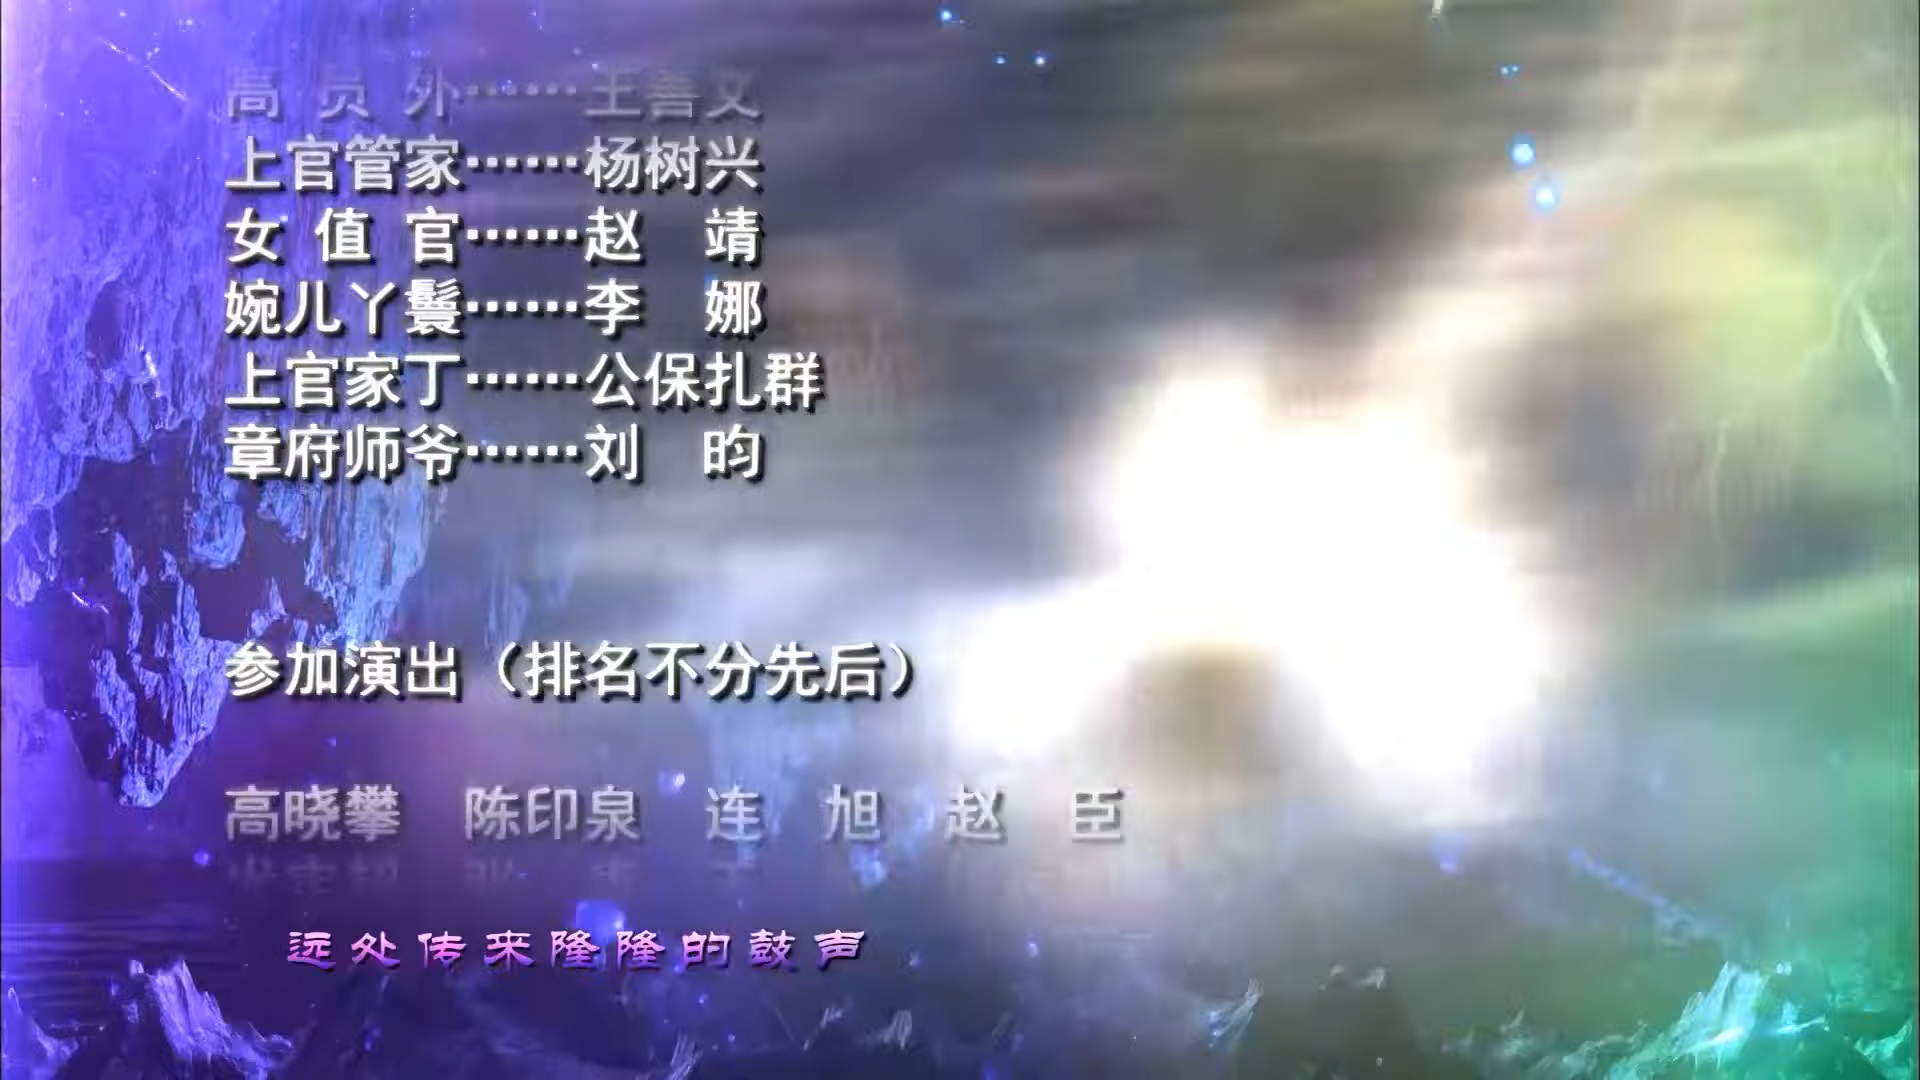 高员外……王善文
上官管家……杨树兴
女值官……赵靖
婉儿丫鬟……李娜
上官家丁……公保扎群
章府师爷……刘昀
参加演出（排名不分先后）
高晓攀 陈印泉 连旭 赵臣
远处传来隆隆的鼓声